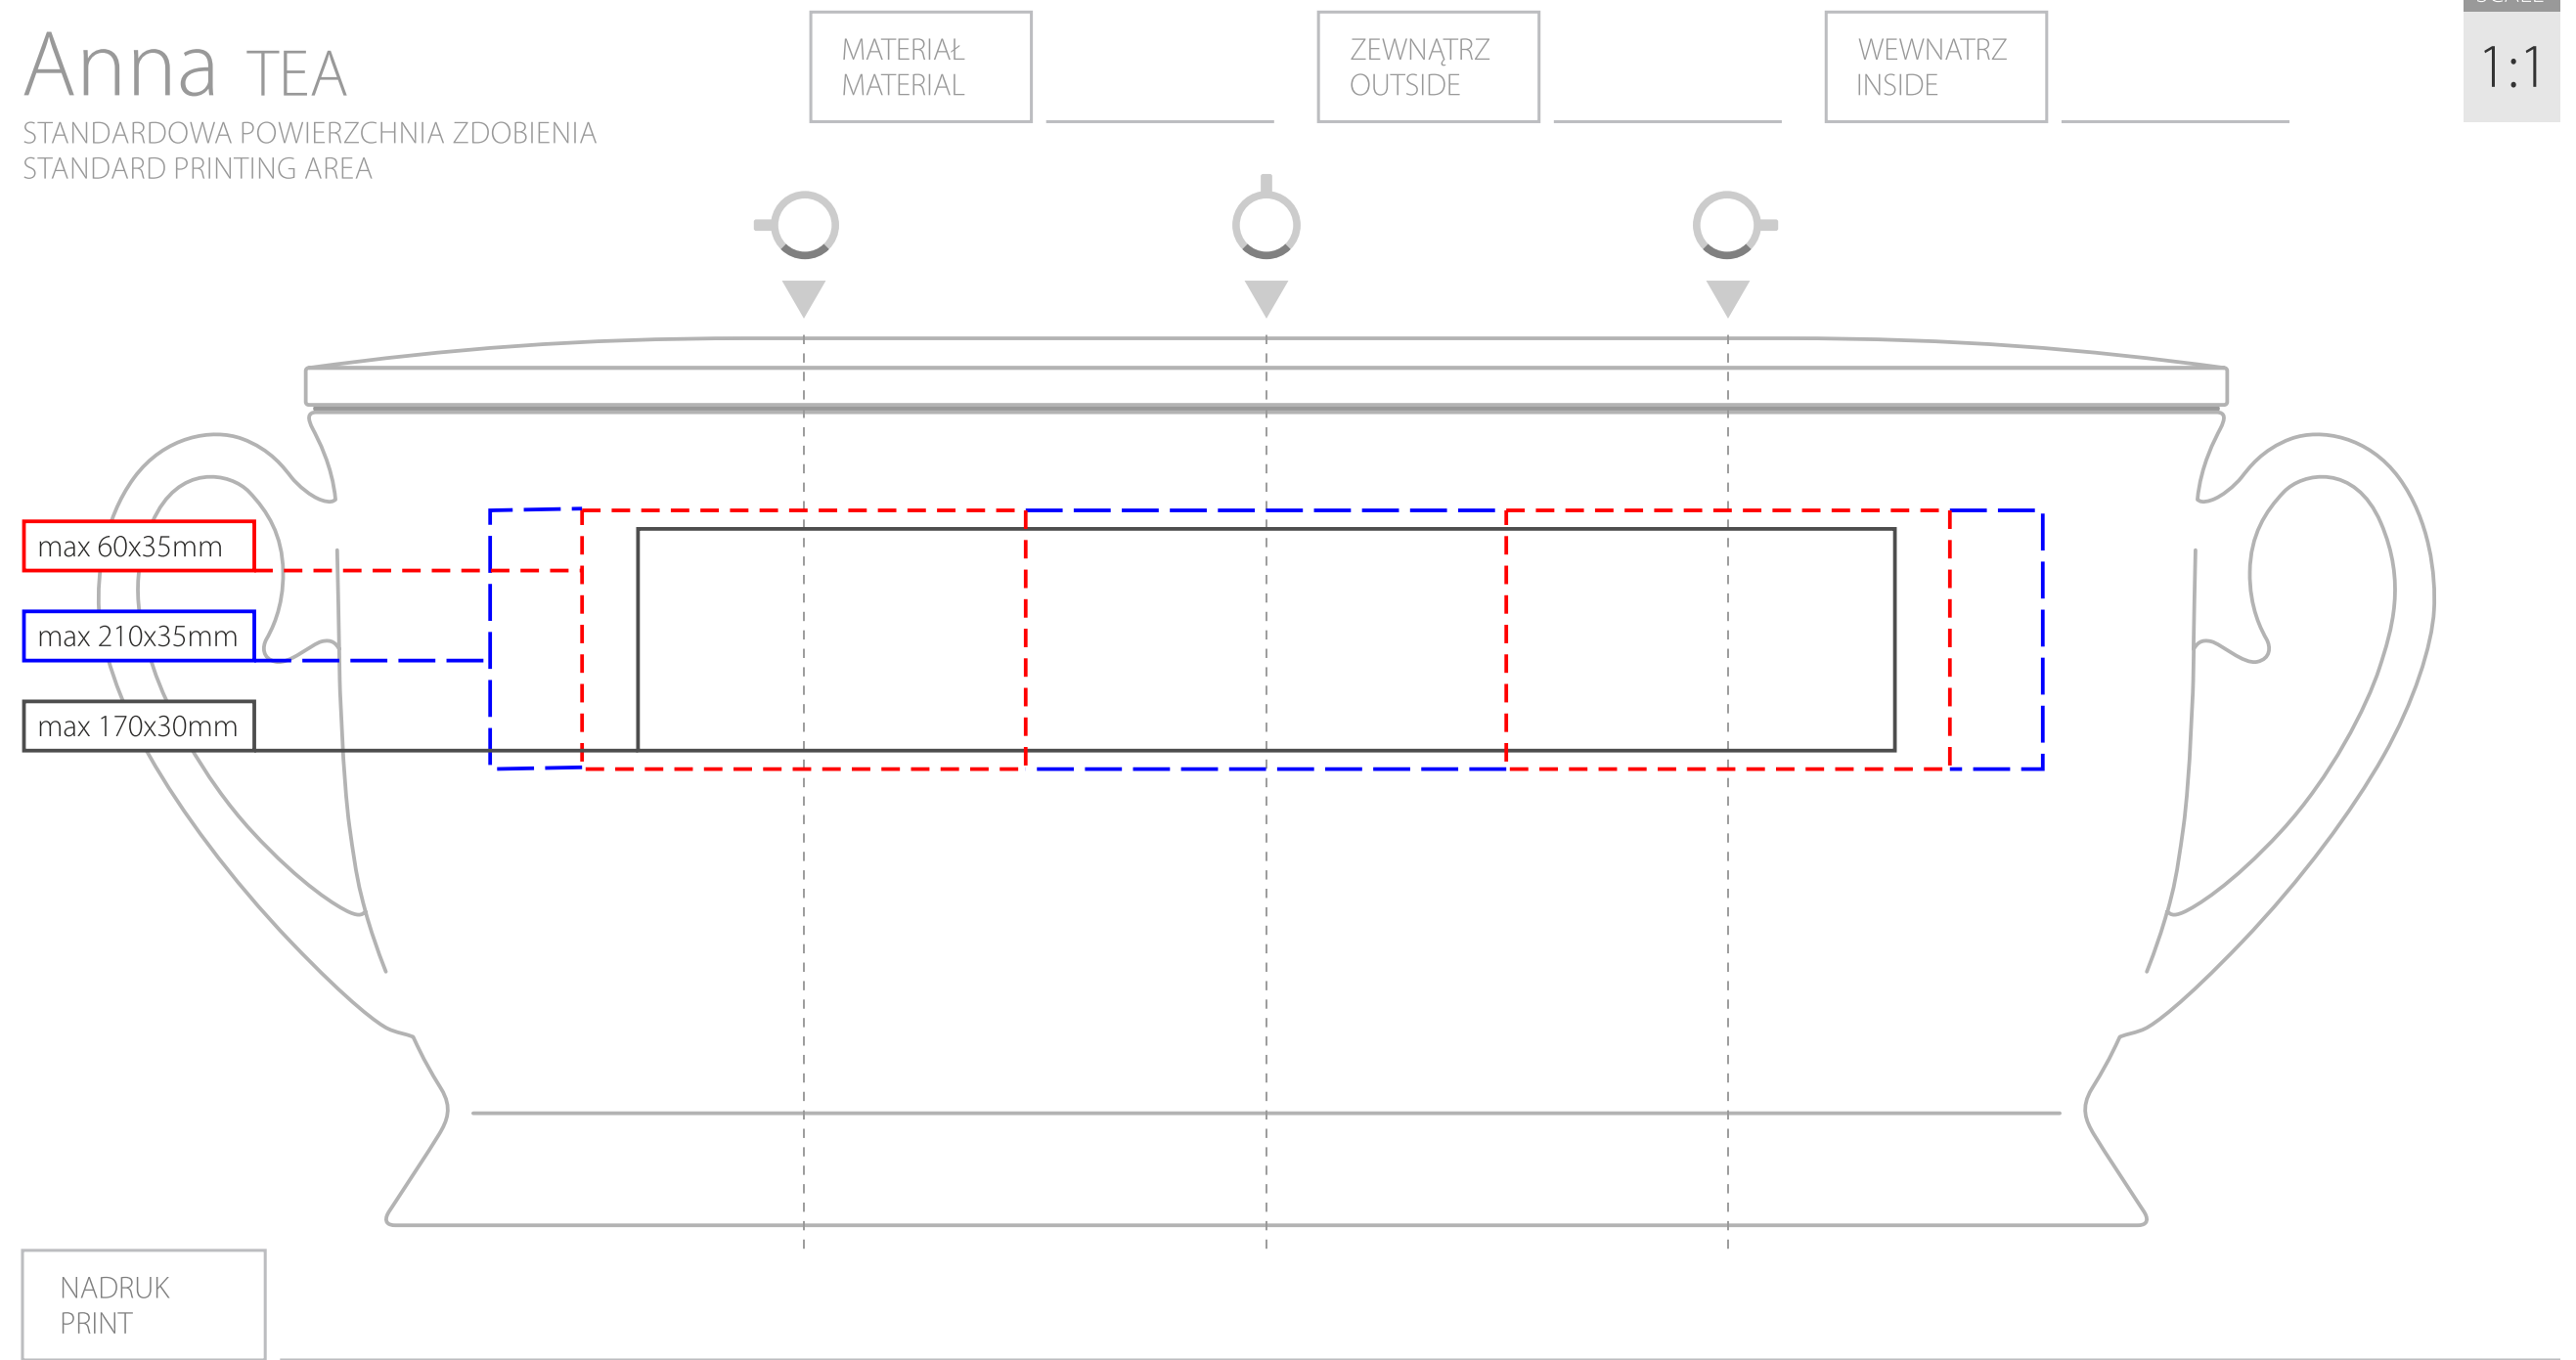 Anna TEA
STANDARDOWA POWIERZCHNIA ZDOBIENIA
STANDARD PRINTING AREA
MATERIAŁ
MATERIAL
ZEWNĄTRZ
OUTSIDE
WEWNATRZ
INSIDE
1:1
max 60x35mm
max 210x35mm
max 170x30mm
NADRUK
PRINT